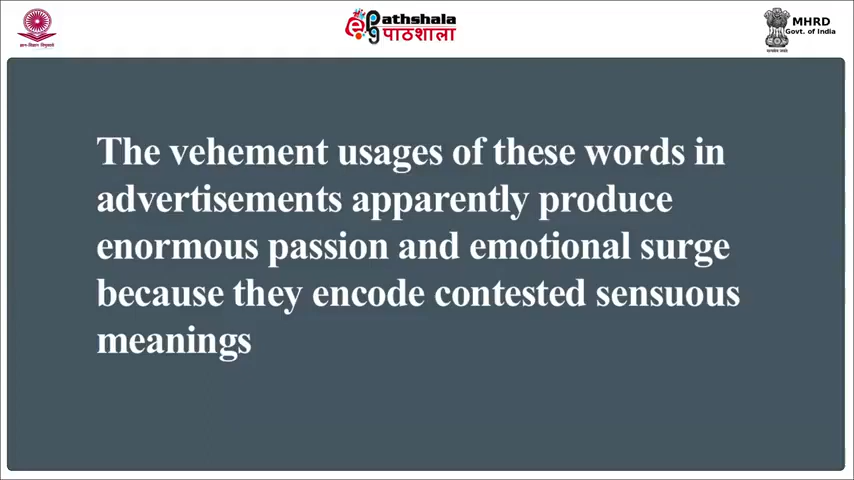 ePathshala
पाठशाला
MHRD
Govt. of India
The vehement usages of these words in
advertisements apparently produce
enormous passion and emotional surge
because they encode contested sensuous
meanings